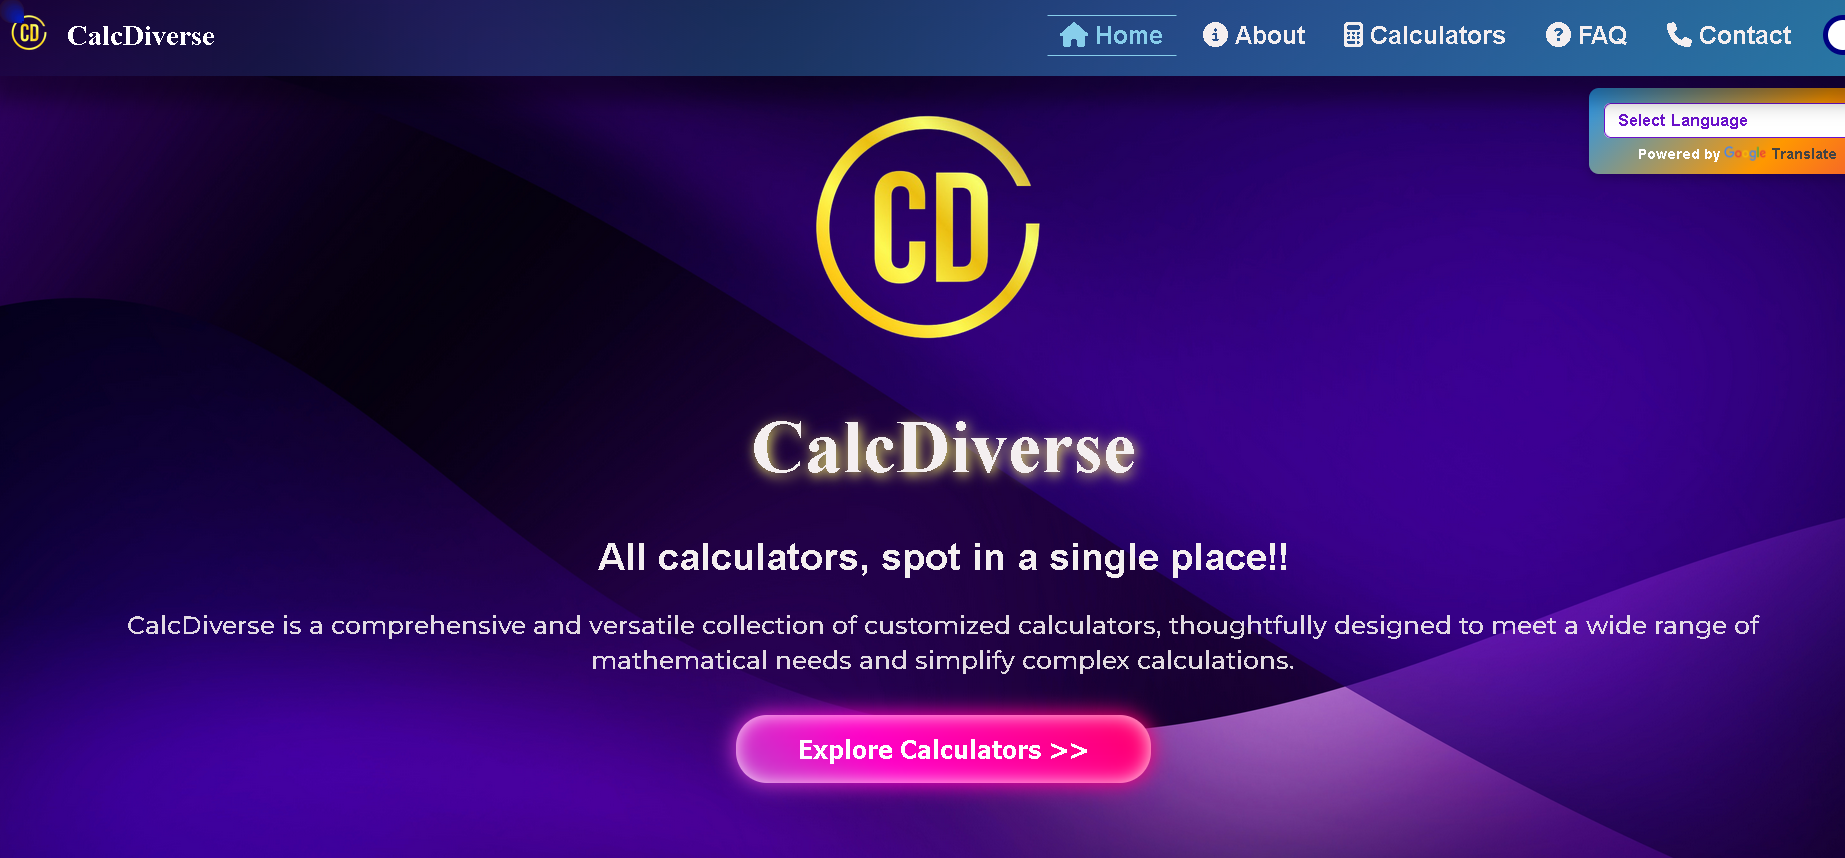 CD CalcDiverse Home About Calculators FAQ Contact
Select Language
Powered by Google Translate
CD
CalcDiverse
All calculators, spot in a single place!!
CalcDiverse is a comprehensive and versatile collection of customized calculators, thoughtfully designed to meet a wide range of
mathematical needs and simplify complex calculations.
Explore Calculators >>